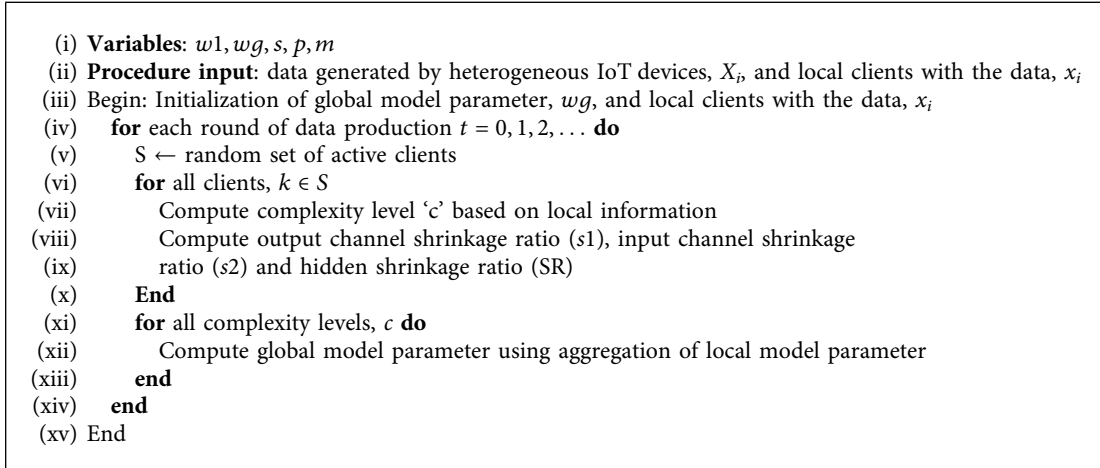 (i) Variables: w1, wg, s, p, m
(ii) Procedure input: data generated by heterogeneous IoT devices, Xi, and local clients with the data, xi
(iii) Begin: Initialization of global model parameter, wg, and local clients with the data, xi
(iv) for each round of data production t = 0, 1, 2, . . . do
(v) S ← random set of active clients
(vi) for all clients, k ∈ S
(vii) Compute complexity level ‘c’ based on local information
(viii) Compute output channel shrinkage ratio (s1), input channel shrinkage
(ix) ratio (s2) and hidden shrinkage ratio (SR)
(x) End
(xi) for all complexity levels, c do
(xii) Compute global model parameter using aggregation of local model parameter
(xiii) end
(xiv) end
(xv) End